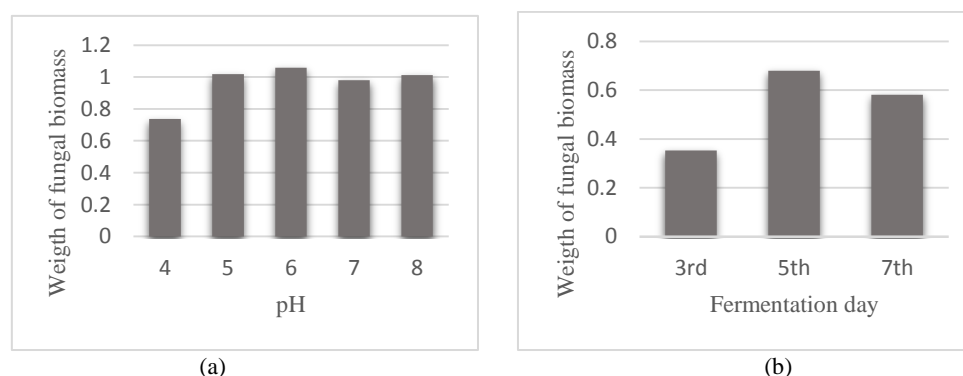 Weigth of fungal biomass
1.2
1
0.8
0.6
0.4
0.2
0
4 5 6 7 8
pH
(a)
Weigth of fungal biomass
0.8
0.6
0.4
0.2
0
3rd 5th 7th
Fermentation day
(b)